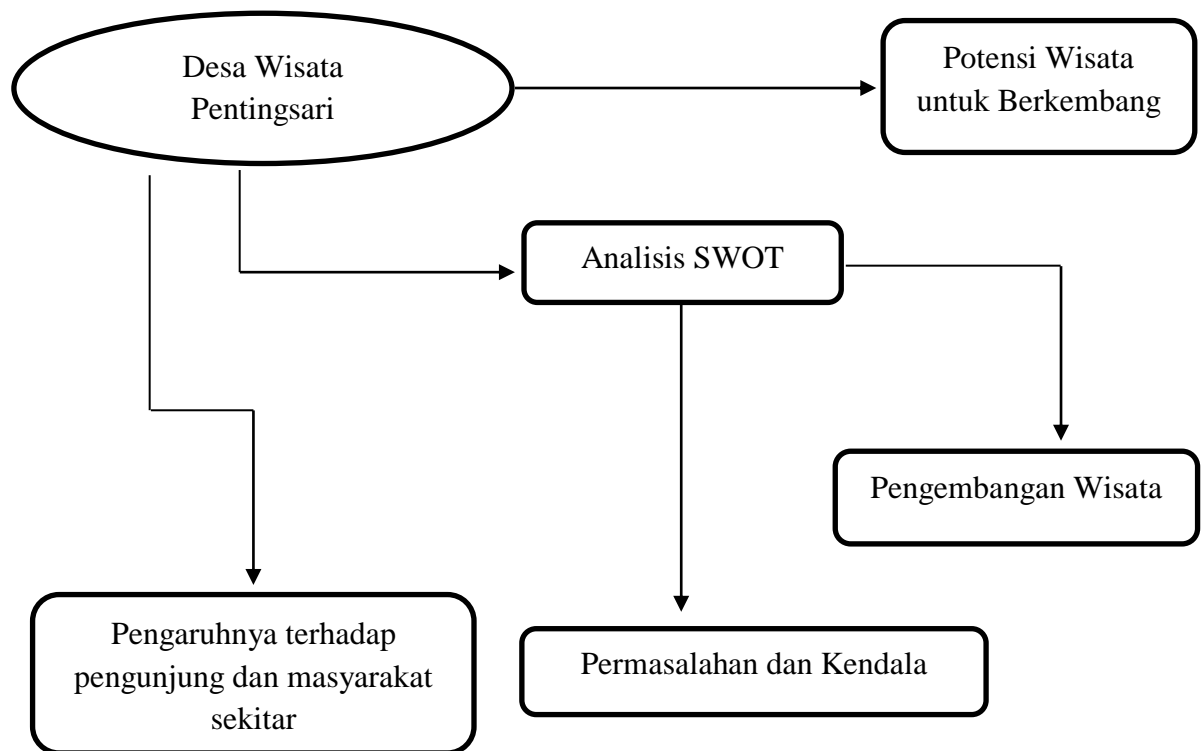 Desa Wisata
Pentingsari
Potensi Wisata
untuk Berkembang
Analisis SWOT
Pengembangan Wisata
Pengaruhnya terhadap
pengunjung dan masyarakat
sekitar
Permasalahan dan Kendala